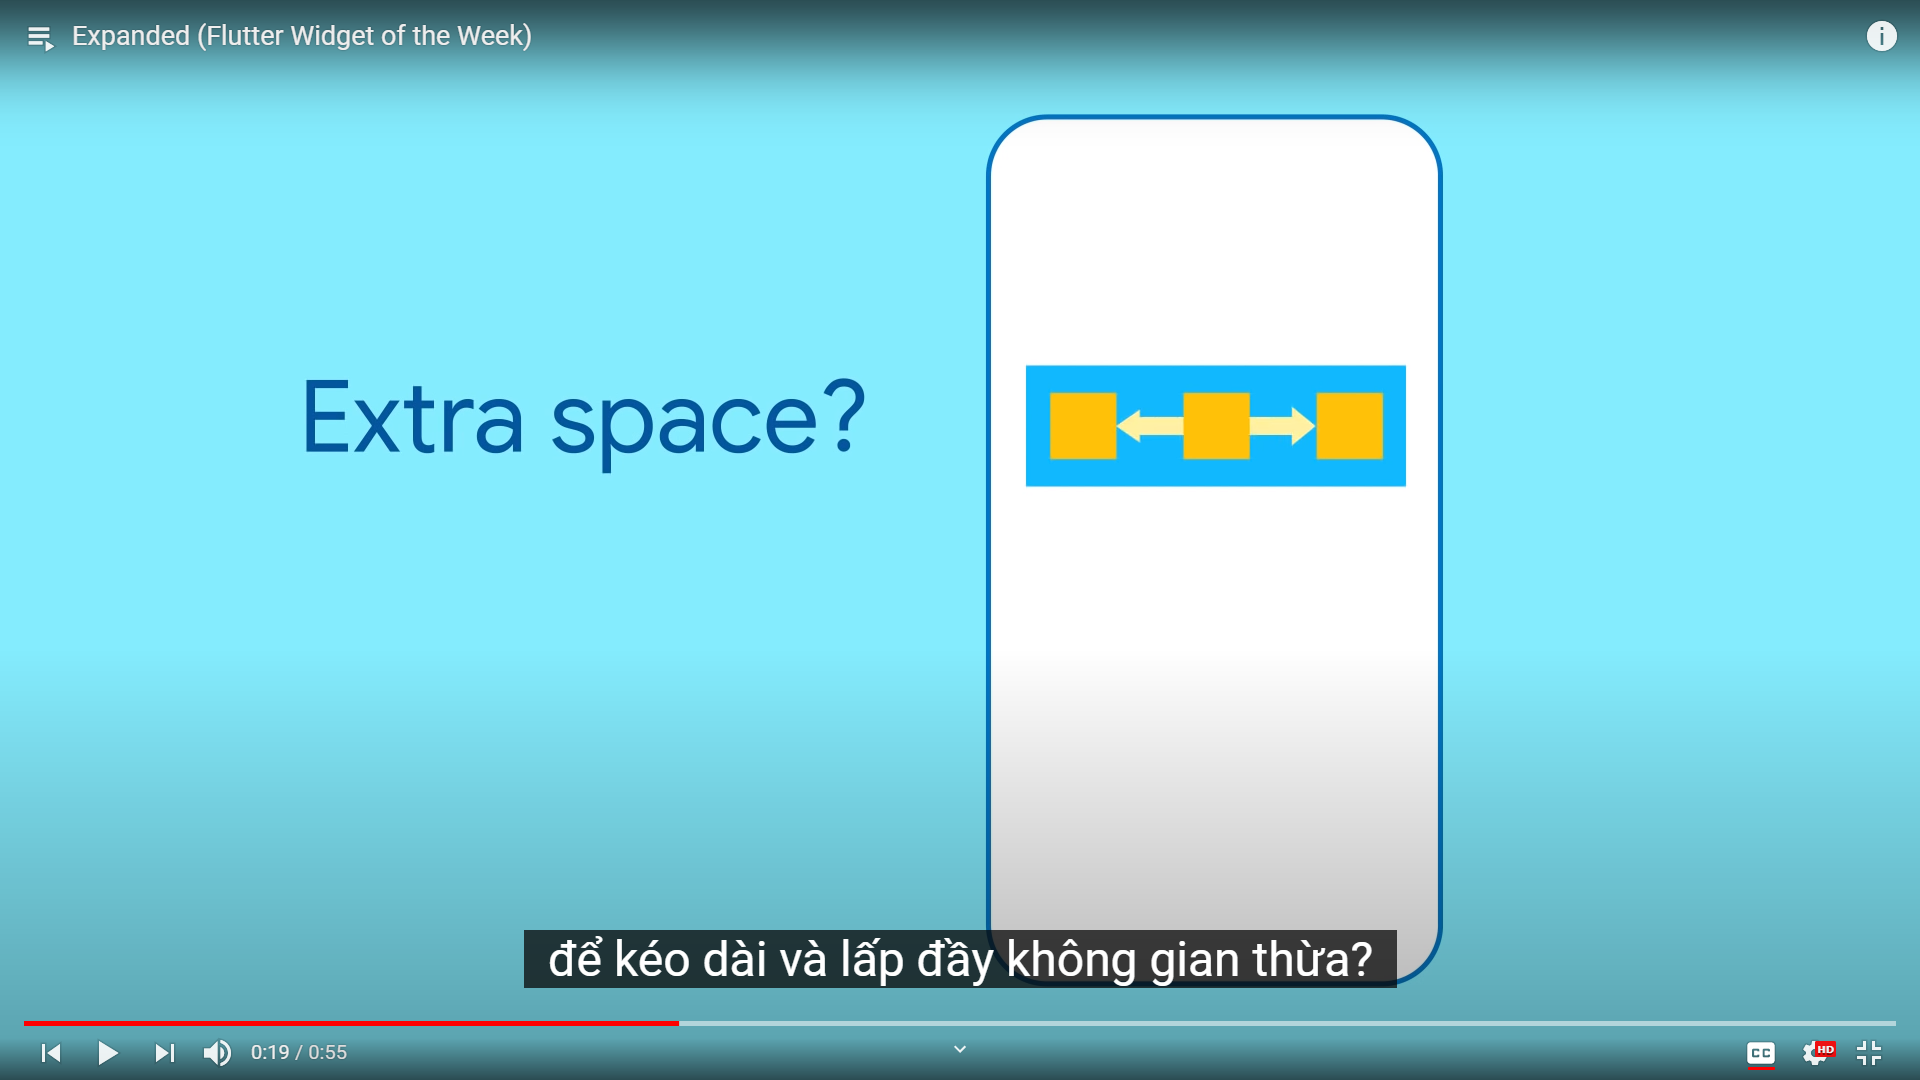 Expanded (Flutter Widget of the Week)
i
Extra space?
để kéo dài và lấp đầy không gian thừa?
0:19 / 0:55
CC
HD